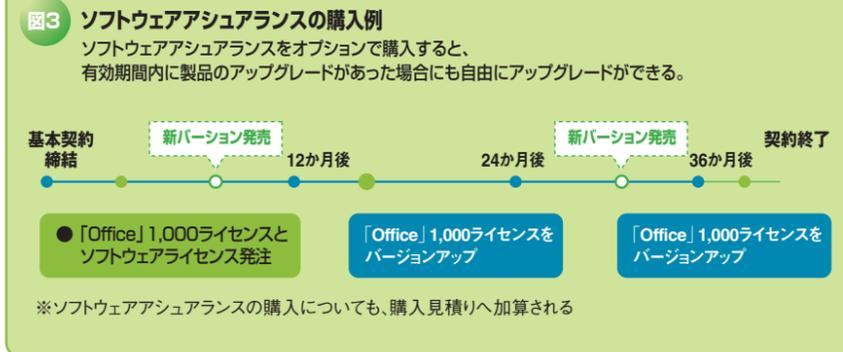 図3 ソフトウェアアシュアランスの購入例
ソフトウェアアシュアランスをオプションで購入すると、
有効期間内に製品のアップグレードがあった場合にも自由にアップグレードができる。
基本契約
締結
新バーション発売
12か月後
24か月後
新バーション発売
36か月後
契約終了
●「Office」1,000ライセンスと
ソフトウェアライセンス発注
「Office」1,000ライセンスを
バージョンアップ
「Office」1,000ライセンスを
バージョンアップ
※ソフトウェアアシュアランスの購入についても、購入見積りへ加算される